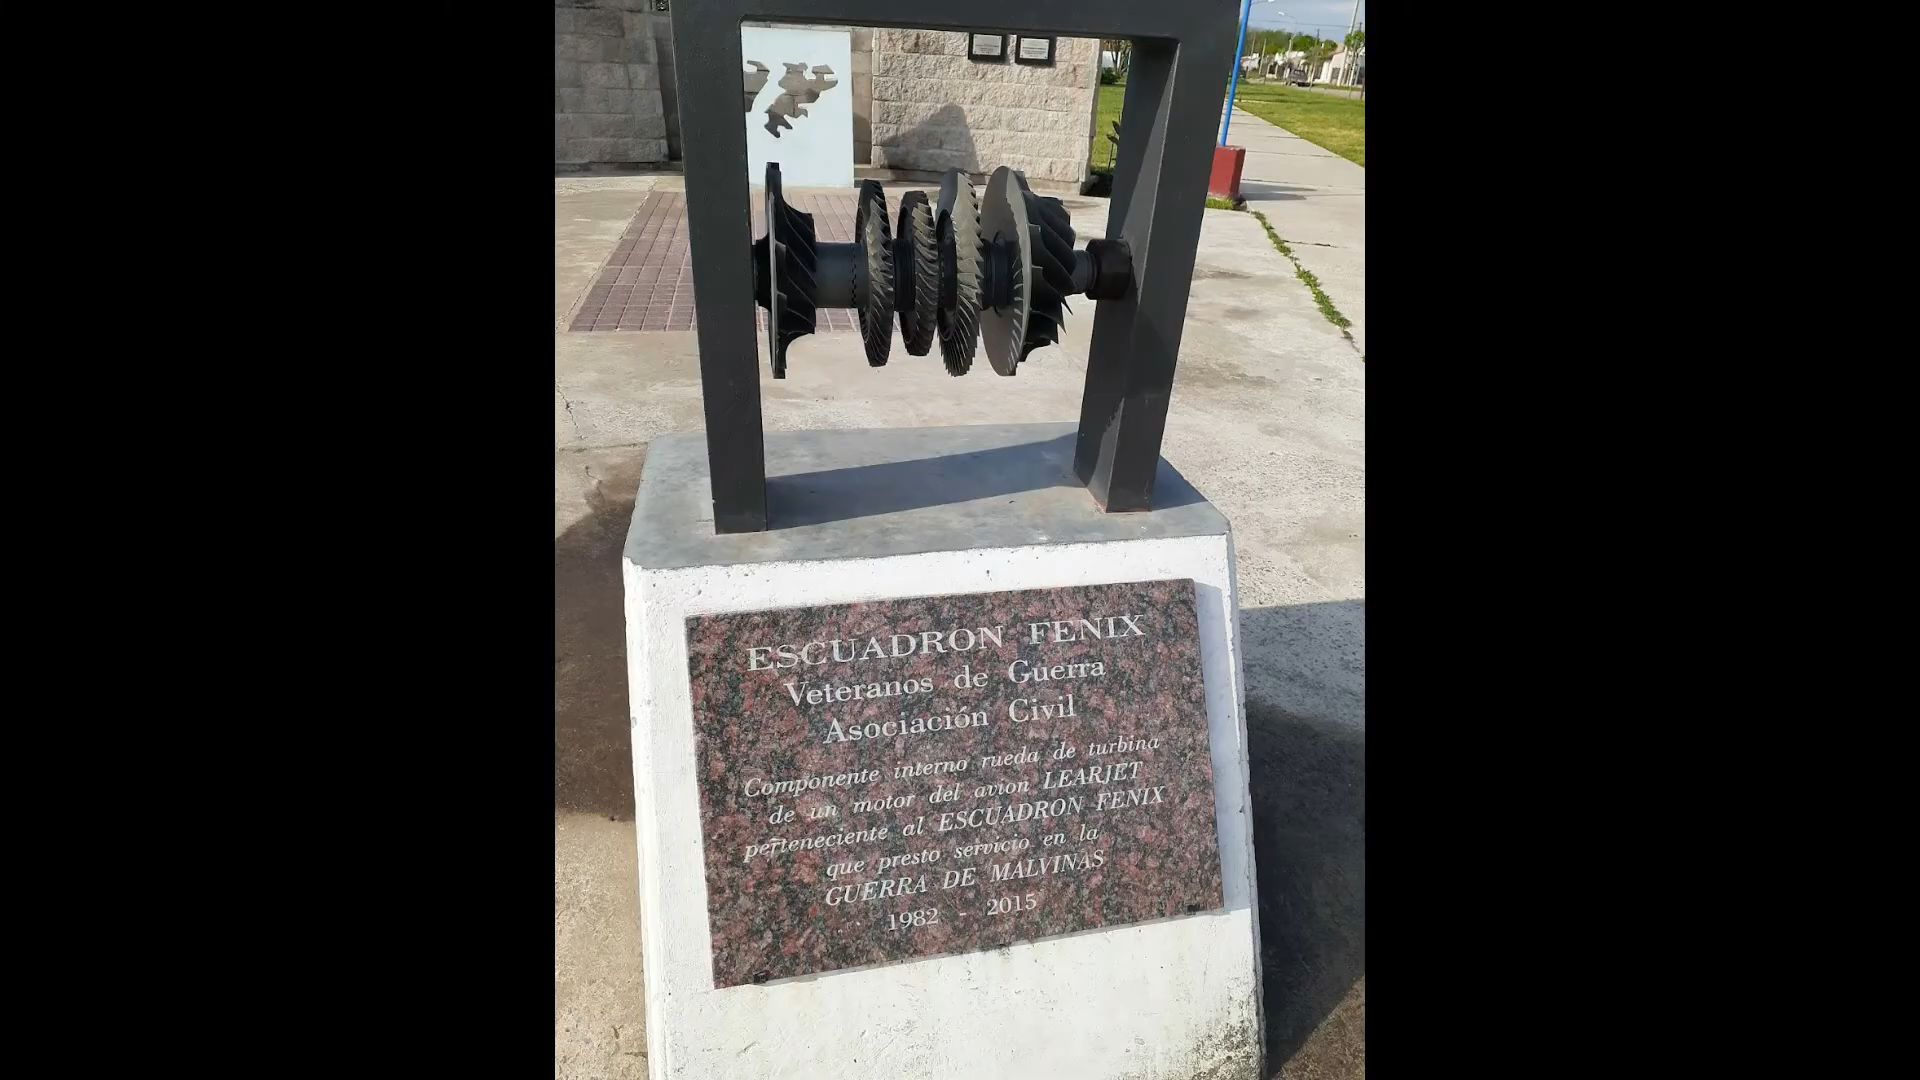 ESCUADRON FENIX
Veteranos de Guerra
Asociación Civil
Componente interno rueda de turbina
de un motor del avion LEARJET
perteneciente al ESCUADRON FENIX
que presto servicio en la
GUERRA DE MALVINAS
1982 - 2015